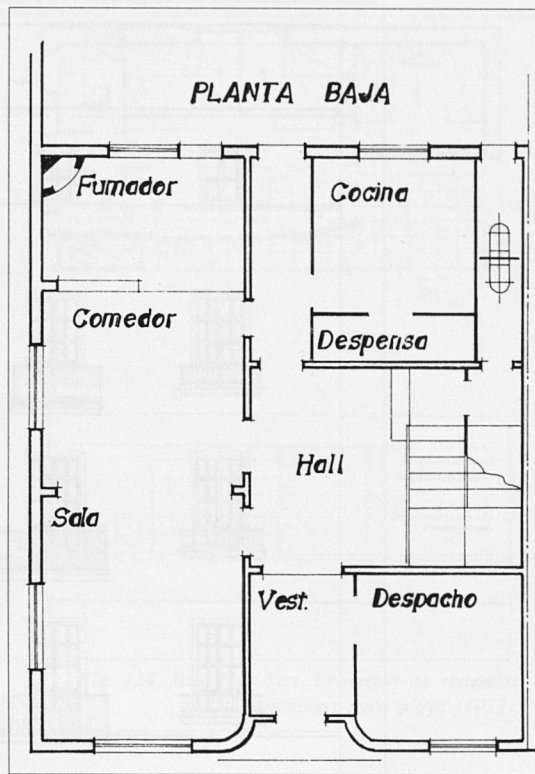 PLANTA BAJA
Fumador
Cocina
Comedor
Despensa
Hall
Sala
Vest.
Despacho